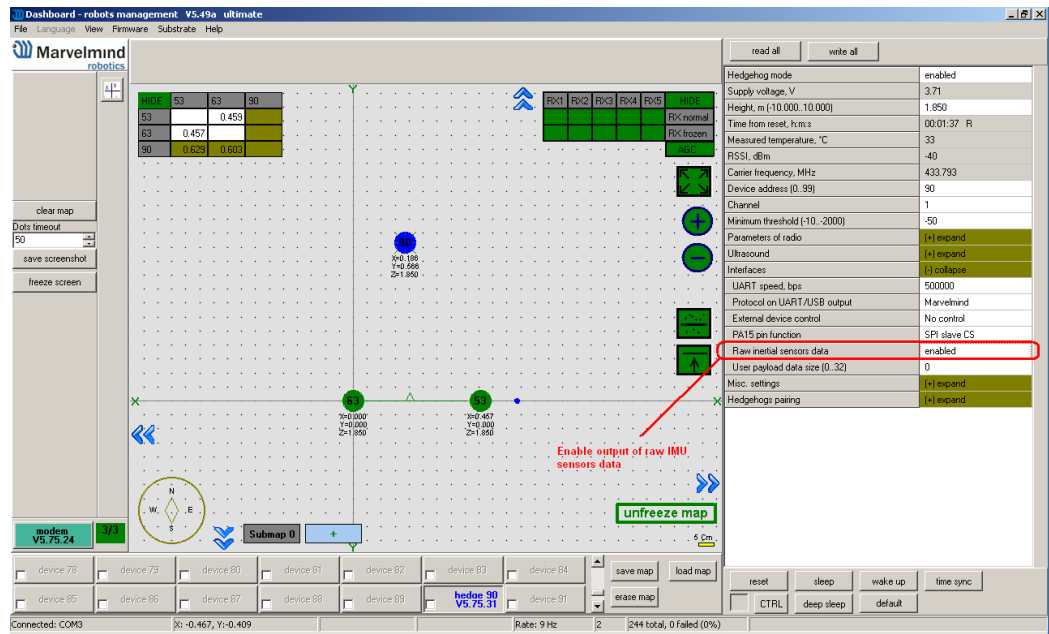 Dashboard - robots management V5.49a ultimate
File Language View Firmware Substrate Help
Marvelmind
robotics
read all write all
Hedgehog mode enabled
Supply voltage, V 3.71
Height, m (-10.000..10.000) 1.850
Time from reset, h:m:s 00:01:37 R
Measured temperature, °C 33
RSSI, dBm -40
Carrier frequency, MHz 433.793
Device address (0..99) 90
Channel 1
Minimum threshold (-10..-2000) -50
Parameters of radio (+) expand
Ultrasound (+) expand
Interfaces (-) collapse
UART speed, bps 500000
Protocol on UART/USB output Marvelmind
External device control No control
PA15 pin function SPI slave CS
Raw inertial sensors data enabled
User payload data size (0..32) 0
Misc. settings (+) expand
Hedgehogs pairing (+) expand
HIDE 53 63 90
53 0.459
63 0.457
90 0.629 0.603
Y
RX1 RX2 RX3 RX4 RX5 HIDE
RX normal
RX frozen
AGC
clear map
Dots timeout
50
save screenshot
freeze screen
90
X=0.186
Y=0.566
Z=1.850
X
63
X=0.000
Y=0.000
Z=1.850
53
X=0.457
Y=0.000
Z=1.850
X
Enable output of raw IMU
sensors data
N
W E
S
unfreeze map
6 Cm
modem
V5.75.24
3/3
Submap 0 +
Y
device 78 device 79 device 80 device 81 device 82 device 83 device 84
save map load map
device 85 device 86 device 87 device 88 device 89 hedge 90 V5.75.31 device 91
erase map
reset sleep wake up time sync
CTRL deep sleep default
Connected: COM3 X: -0.467, Y:-0.409 Rate: 9 Hz 2 244 total, 0 failed (0%)